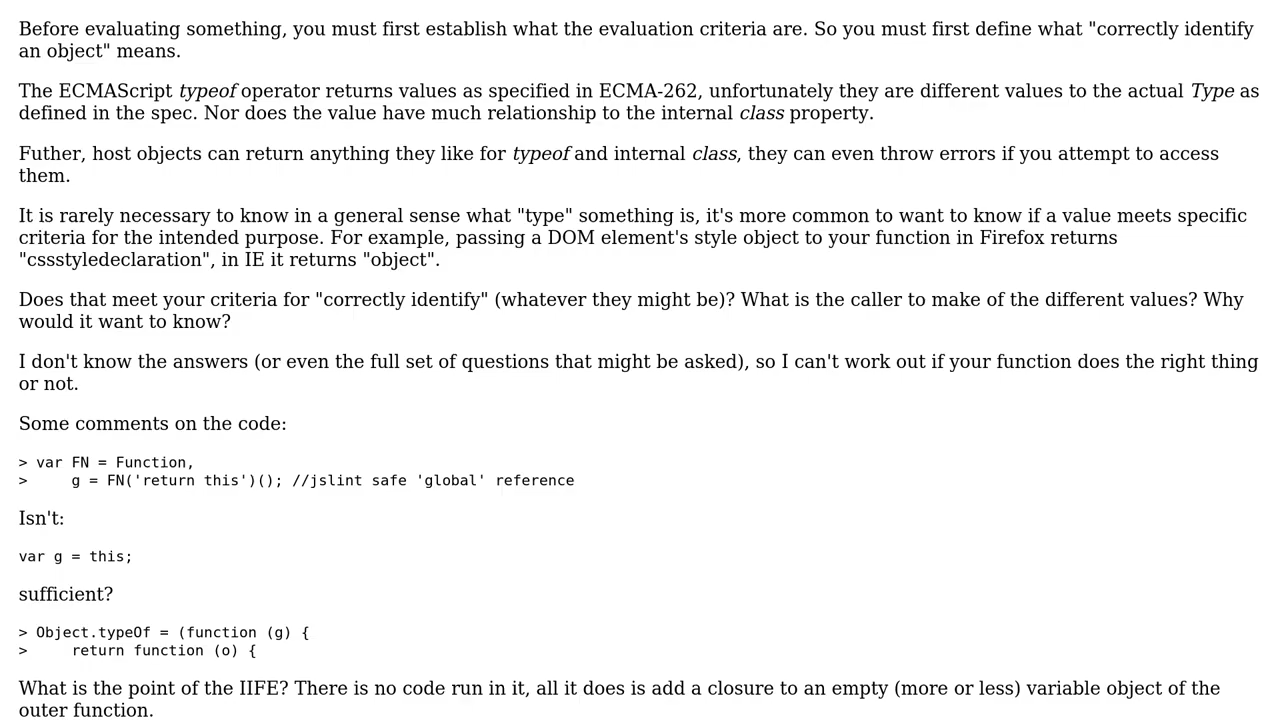 Before evaluating something, you must first establish what the evaluation criteria are. So you must first define what "correctly identify
an object" means.
The ECMAScript typeof operator returns values as specified in ECMA-262, unfortunately they are different values to the actual Type as
defined in the spec. Nor does the value have much relationship to the internal class property.
Futher, host objects can return anything they like for typeof and internal class, they can even throw errors if you attempt to access
them.
It is rarely necessary to know in a general sense what "type" something is, it's more common to want to know if a value meets specific
criteria for the intended purpose. For example, passing a DOM element's style object to your function in Firefox returns
"cssstyledeclaration", in IE it returns "object".
Does that meet your criteria for "correctly identify" (whatever they might be)? What is the caller to make of the different values? Why
would it want to know?
I don't know the answers (or even the full set of questions that might be asked), so I can't work out if your function does the right thing
or not.
Some comments on the code:
> var FN = Function,
>     g = FN('return this')(); //jslint safe 'global' reference
Isn't:
var g = this;
sufficient?
> Object.typeOf = (function (g) {
>     return function (o) {
What is the point of the IIFE? There is no code run in it, all it does is add a closure to an empty (more or less) variable object of the
outer function.